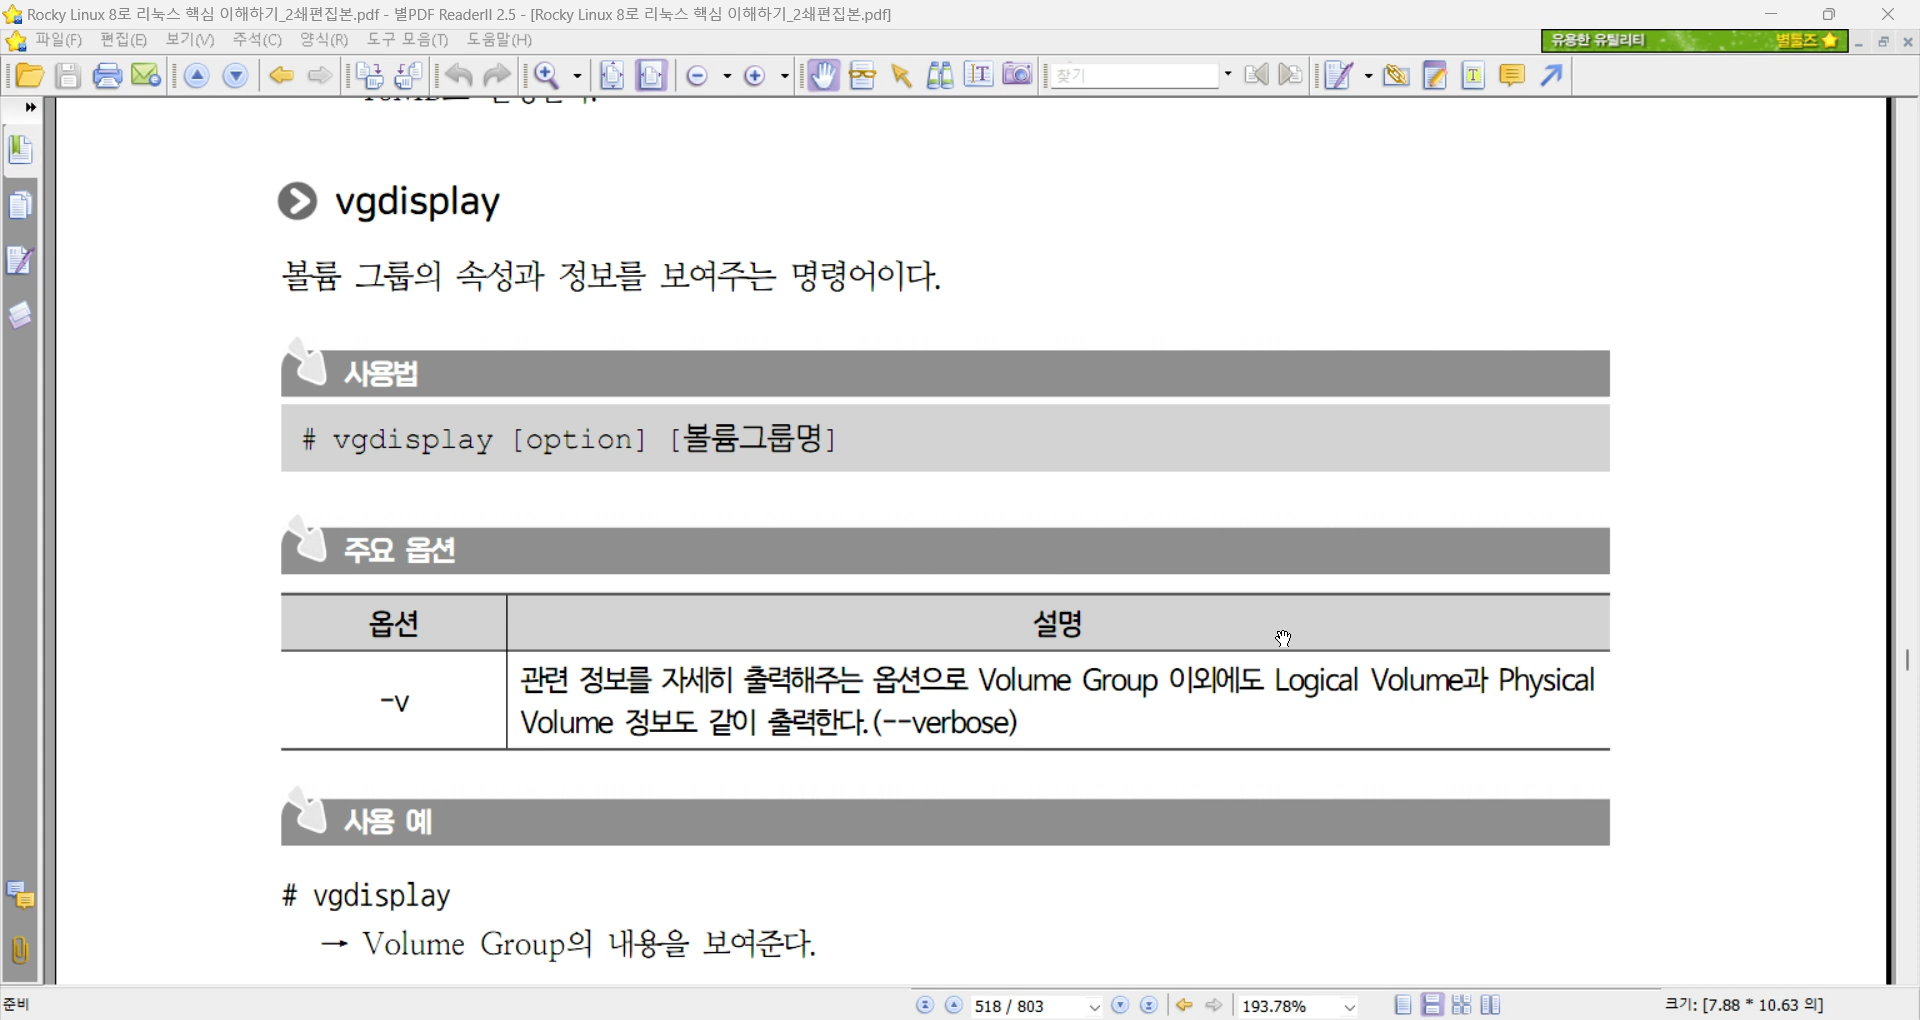 Rocky Linux 8로 리눅스 핵심 이해하기_2쇄편집본.pdf - 별PDF ReaderII 2.5 - [Rocky Linux 8로 리눅스 핵심 이해하기_2쇄편집본.pdf]
파일(F) 편집(E) 보기(V) 주석(C) 양식(R) 도구 모음(T) 도움말(H)
유용한 유틸리티 별툴즈
찾기
vgdisplay
볼륨 그룹의 속성과 정보를 보여주는 명령어이다.
사용법
# vgdisplay [option] [볼륨그룹명]
주요 옵션
옵션 설명
-v 관련 정보를 자세히 출력해주는 옵션으로 Volume Group 이외에도 Logical Volume과 Physical
Volume 정보도 같이 출력한다.(--verbose)
사용 예
# vgdisplay
→ Volume Group의 내용을 보여준다.
준비 518 / 803 193.78% 크기: [7.88 * 10.63 의]